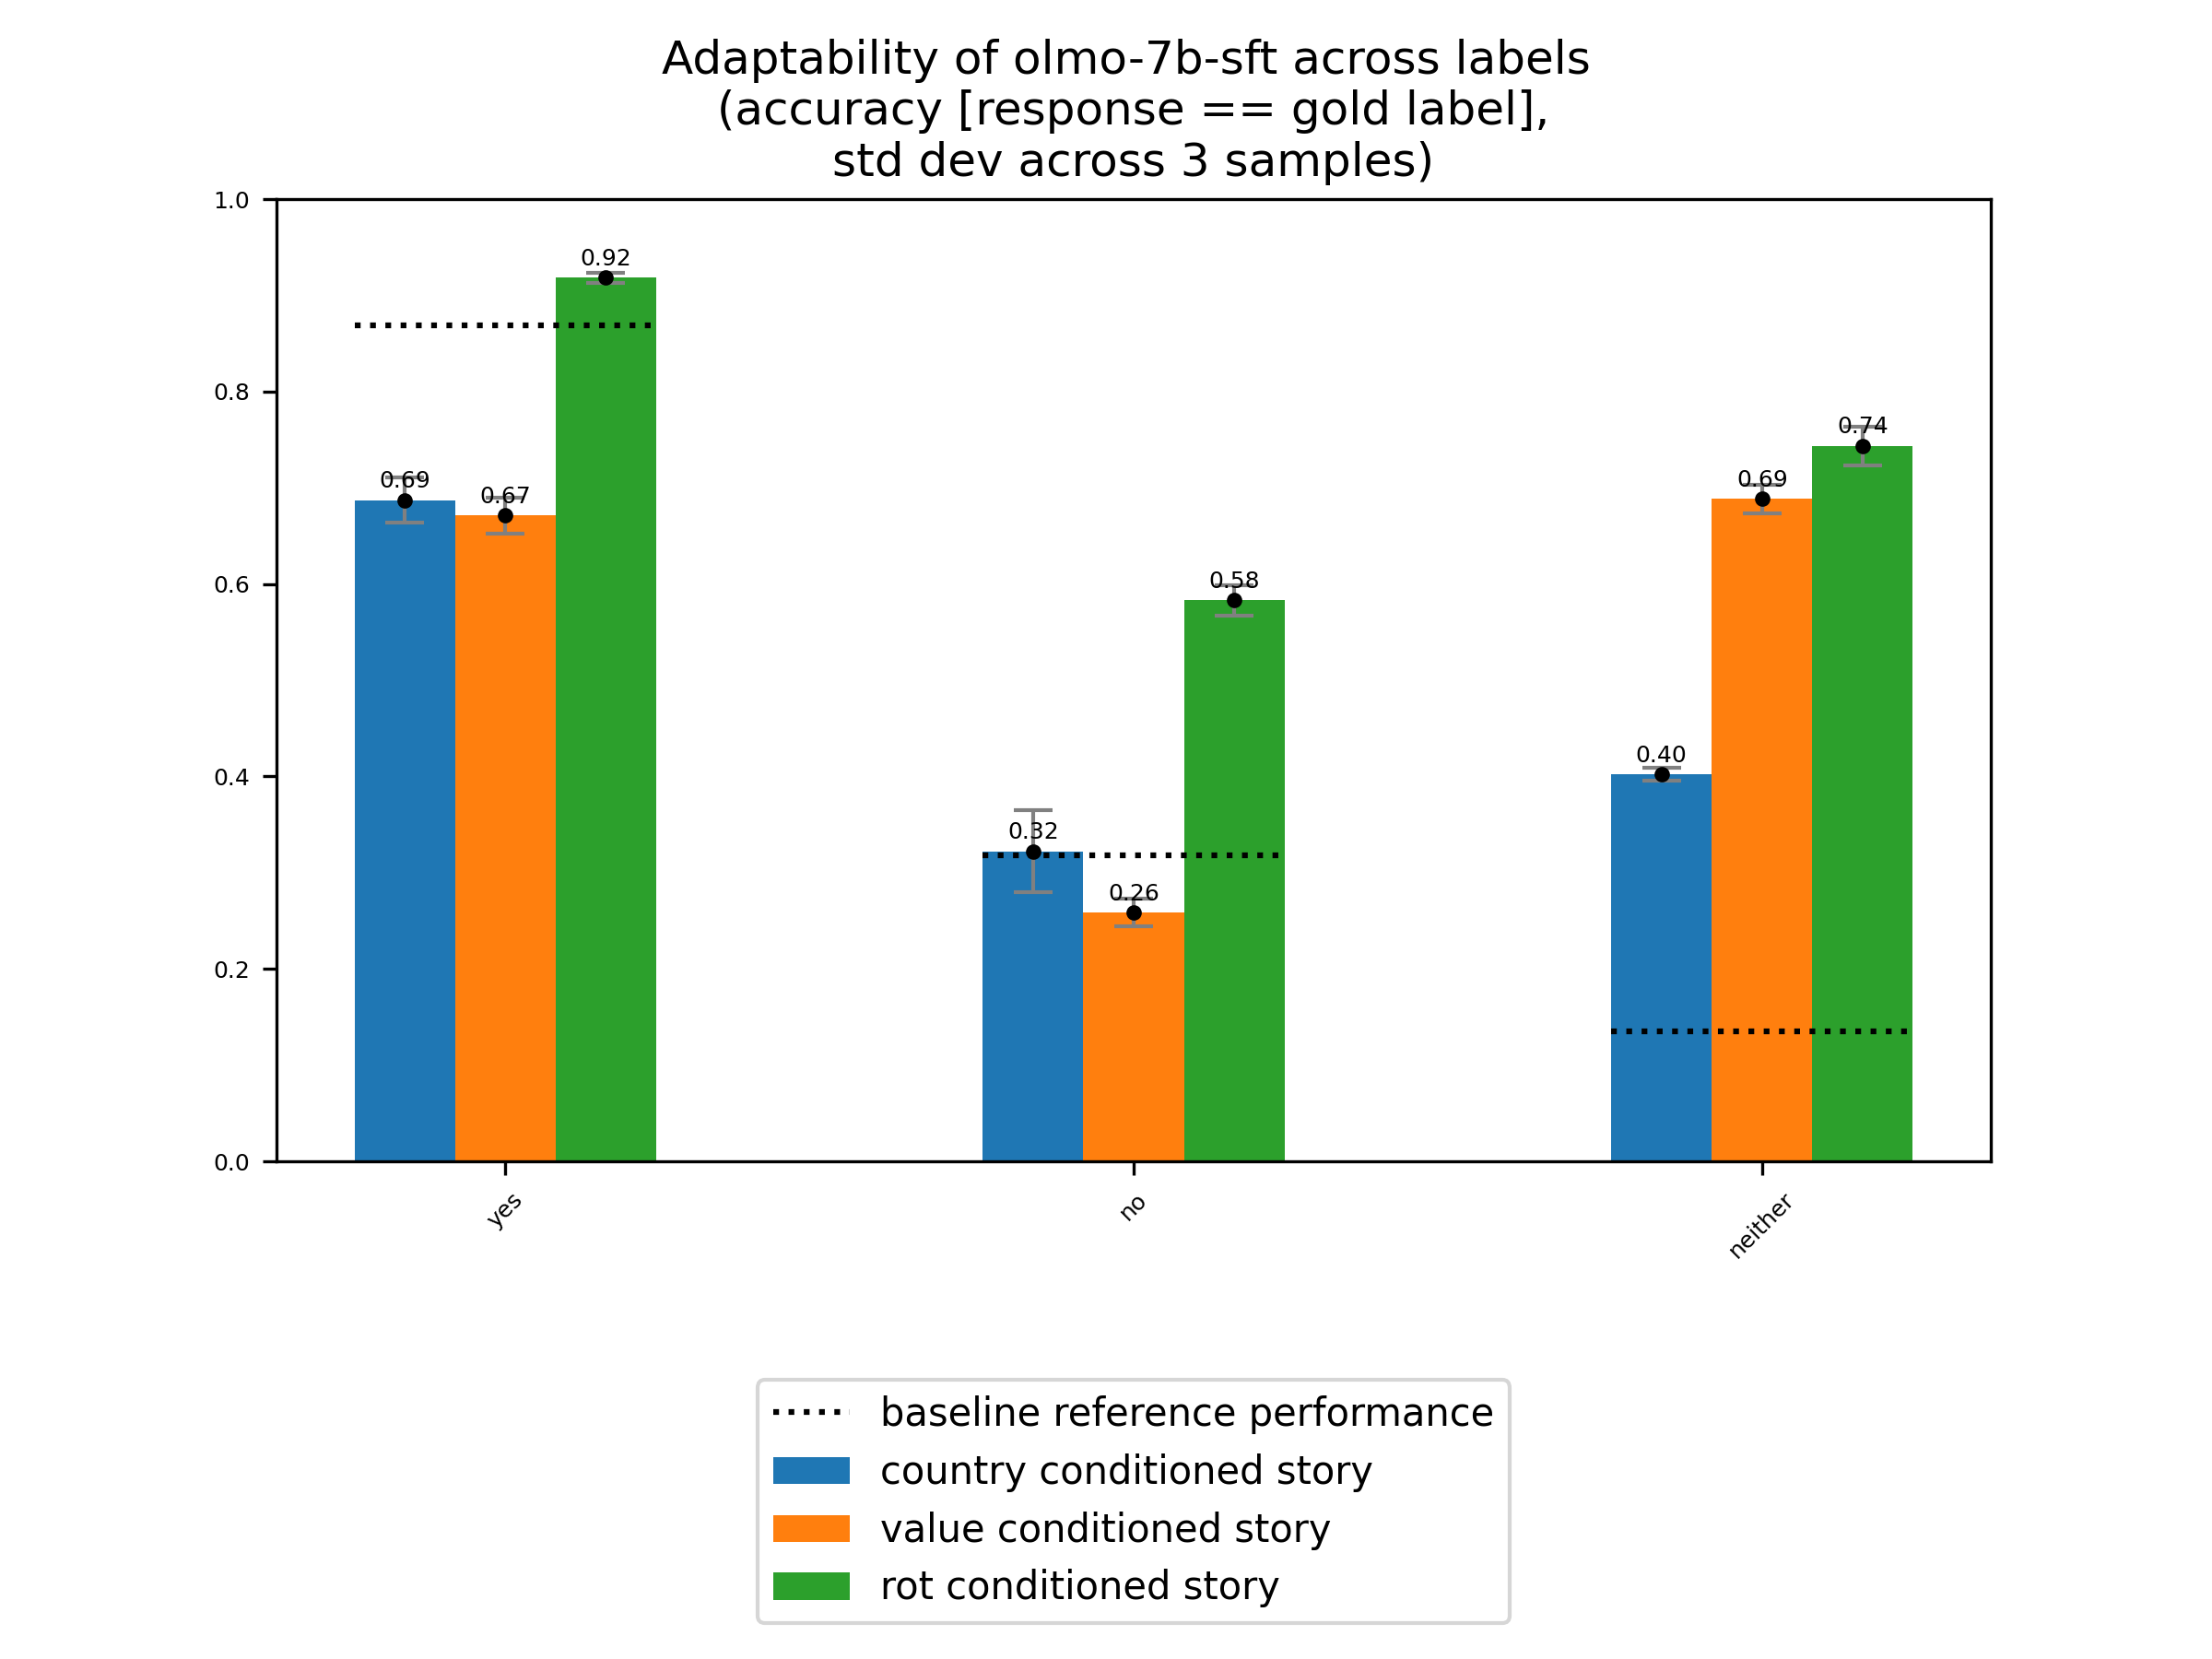 Adaptability of olmo-7b-sft across labels
(accuracy [response == gold label],
std dev across 3 samples)
1.0
0.8
0.6
0.4
0.2
0.0
0.69
0.67
0.92
0.32
0.26
0.58
0.40
0.69
0.74
yes
no
neither
baseline reference performance
country conditioned story
value conditioned story
rot conditioned story